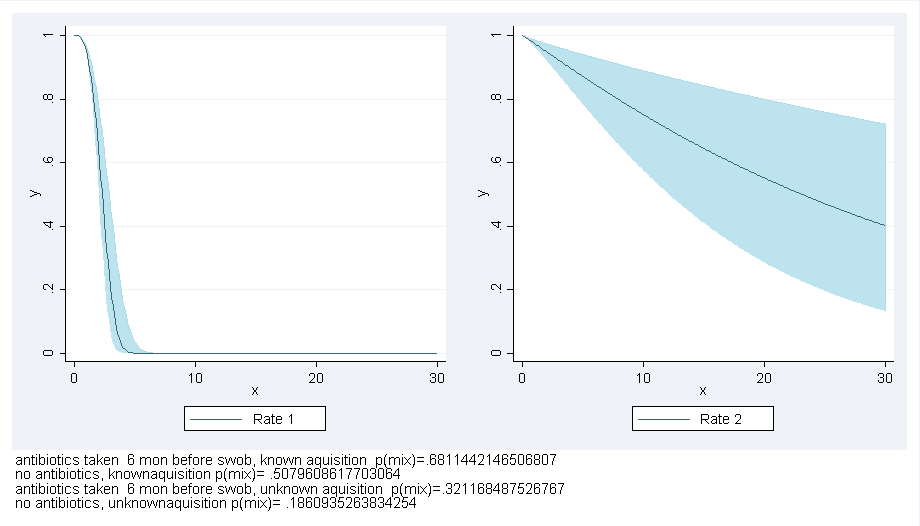 1
.8
.6
.4
.2
0
y
0
10
20
30
x
Rate 1
1
.8
.6
.4
.2
0
y
0
10
20
30
x
Rate 2
antibiotics taken  6 mon before swob, known aquisition  p(mix)=.6811442146506807
no antibiotics, knownaquisition p(mix)= .5079608617703064
antibiotics taken  6 mon before swob, unknown aquisition  p(mix)=.321168487526767
no antibiotics, unknownaquisition p(mix)= .1860935263834254